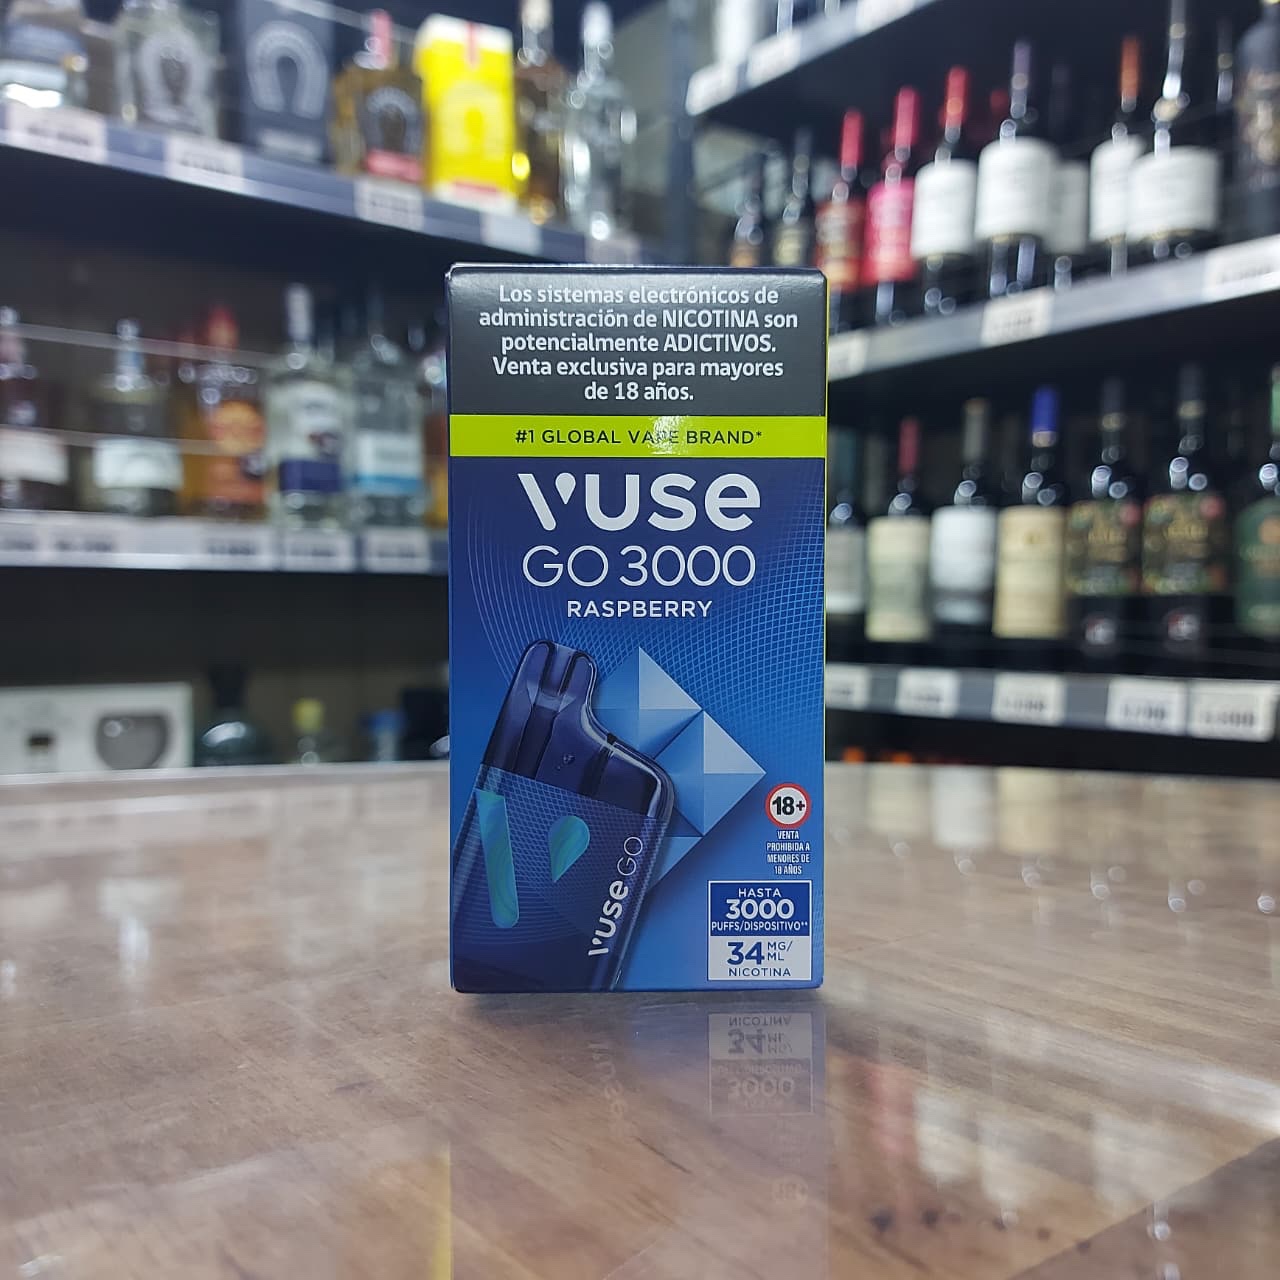 Los sistemas electrónicos de
administración de NICOTINA son
potencialmente ADICTIVOS.
Venta exclusiva para mayores
de 18 años.
#1 GLOBAL VAPE BRAND*
VUSE
GO 3000
RASPBERRY
VUSE GO
18+
VENTA
PROHIBIDA A
MENORES DE
18 AÑOS
HASTA
3000
PUFFS/DISPOSITIVO**
34 MG/
ML
NICOTINA